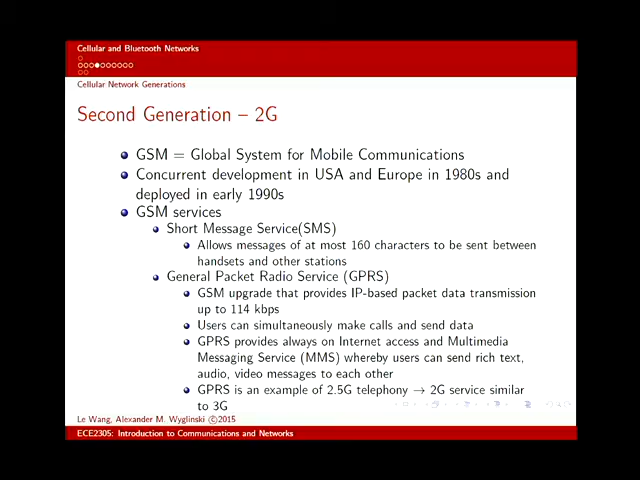 Cellular and Bluetooth Networks
Cellular Network Generations
Second Generation – 2G
GSM = Global System for Mobile Communications
Concurrent development in USA and Europe in 1980s and
deployed in early 1990s
GSM services
Short Message Service(SMS)
Allows messages of at most 160 characters to be sent between
handsets and other stations
General Packet Radio Service (GPRS)
GSM upgrade that provides IP-based packet data transmission
up to 114 kbps
Users can simultaneously make calls and send data
GPRS provides always on Internet access and Multimedia
Messaging Service (MMS) whereby users can send rich text,
audio, video messages to each other
GPRS is an example of 2.5G telephony → 2G service similar
to 3G
Le Wang, Alexander M. Wyglinski ©2015
ECE2305: Introduction to Communications and Networks